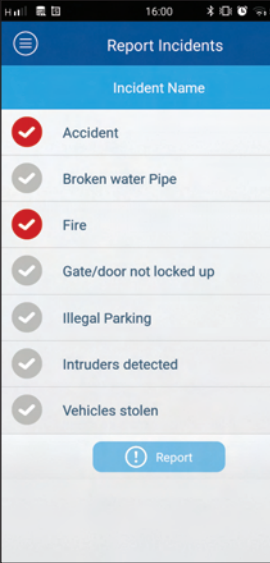 H
16:00
Report Incidents
Incident Name
Accident
Broken water Pipe
Fire
Gate/door not locked up
Illegal Parking
Intruders detected
Vehicles stolen
Report